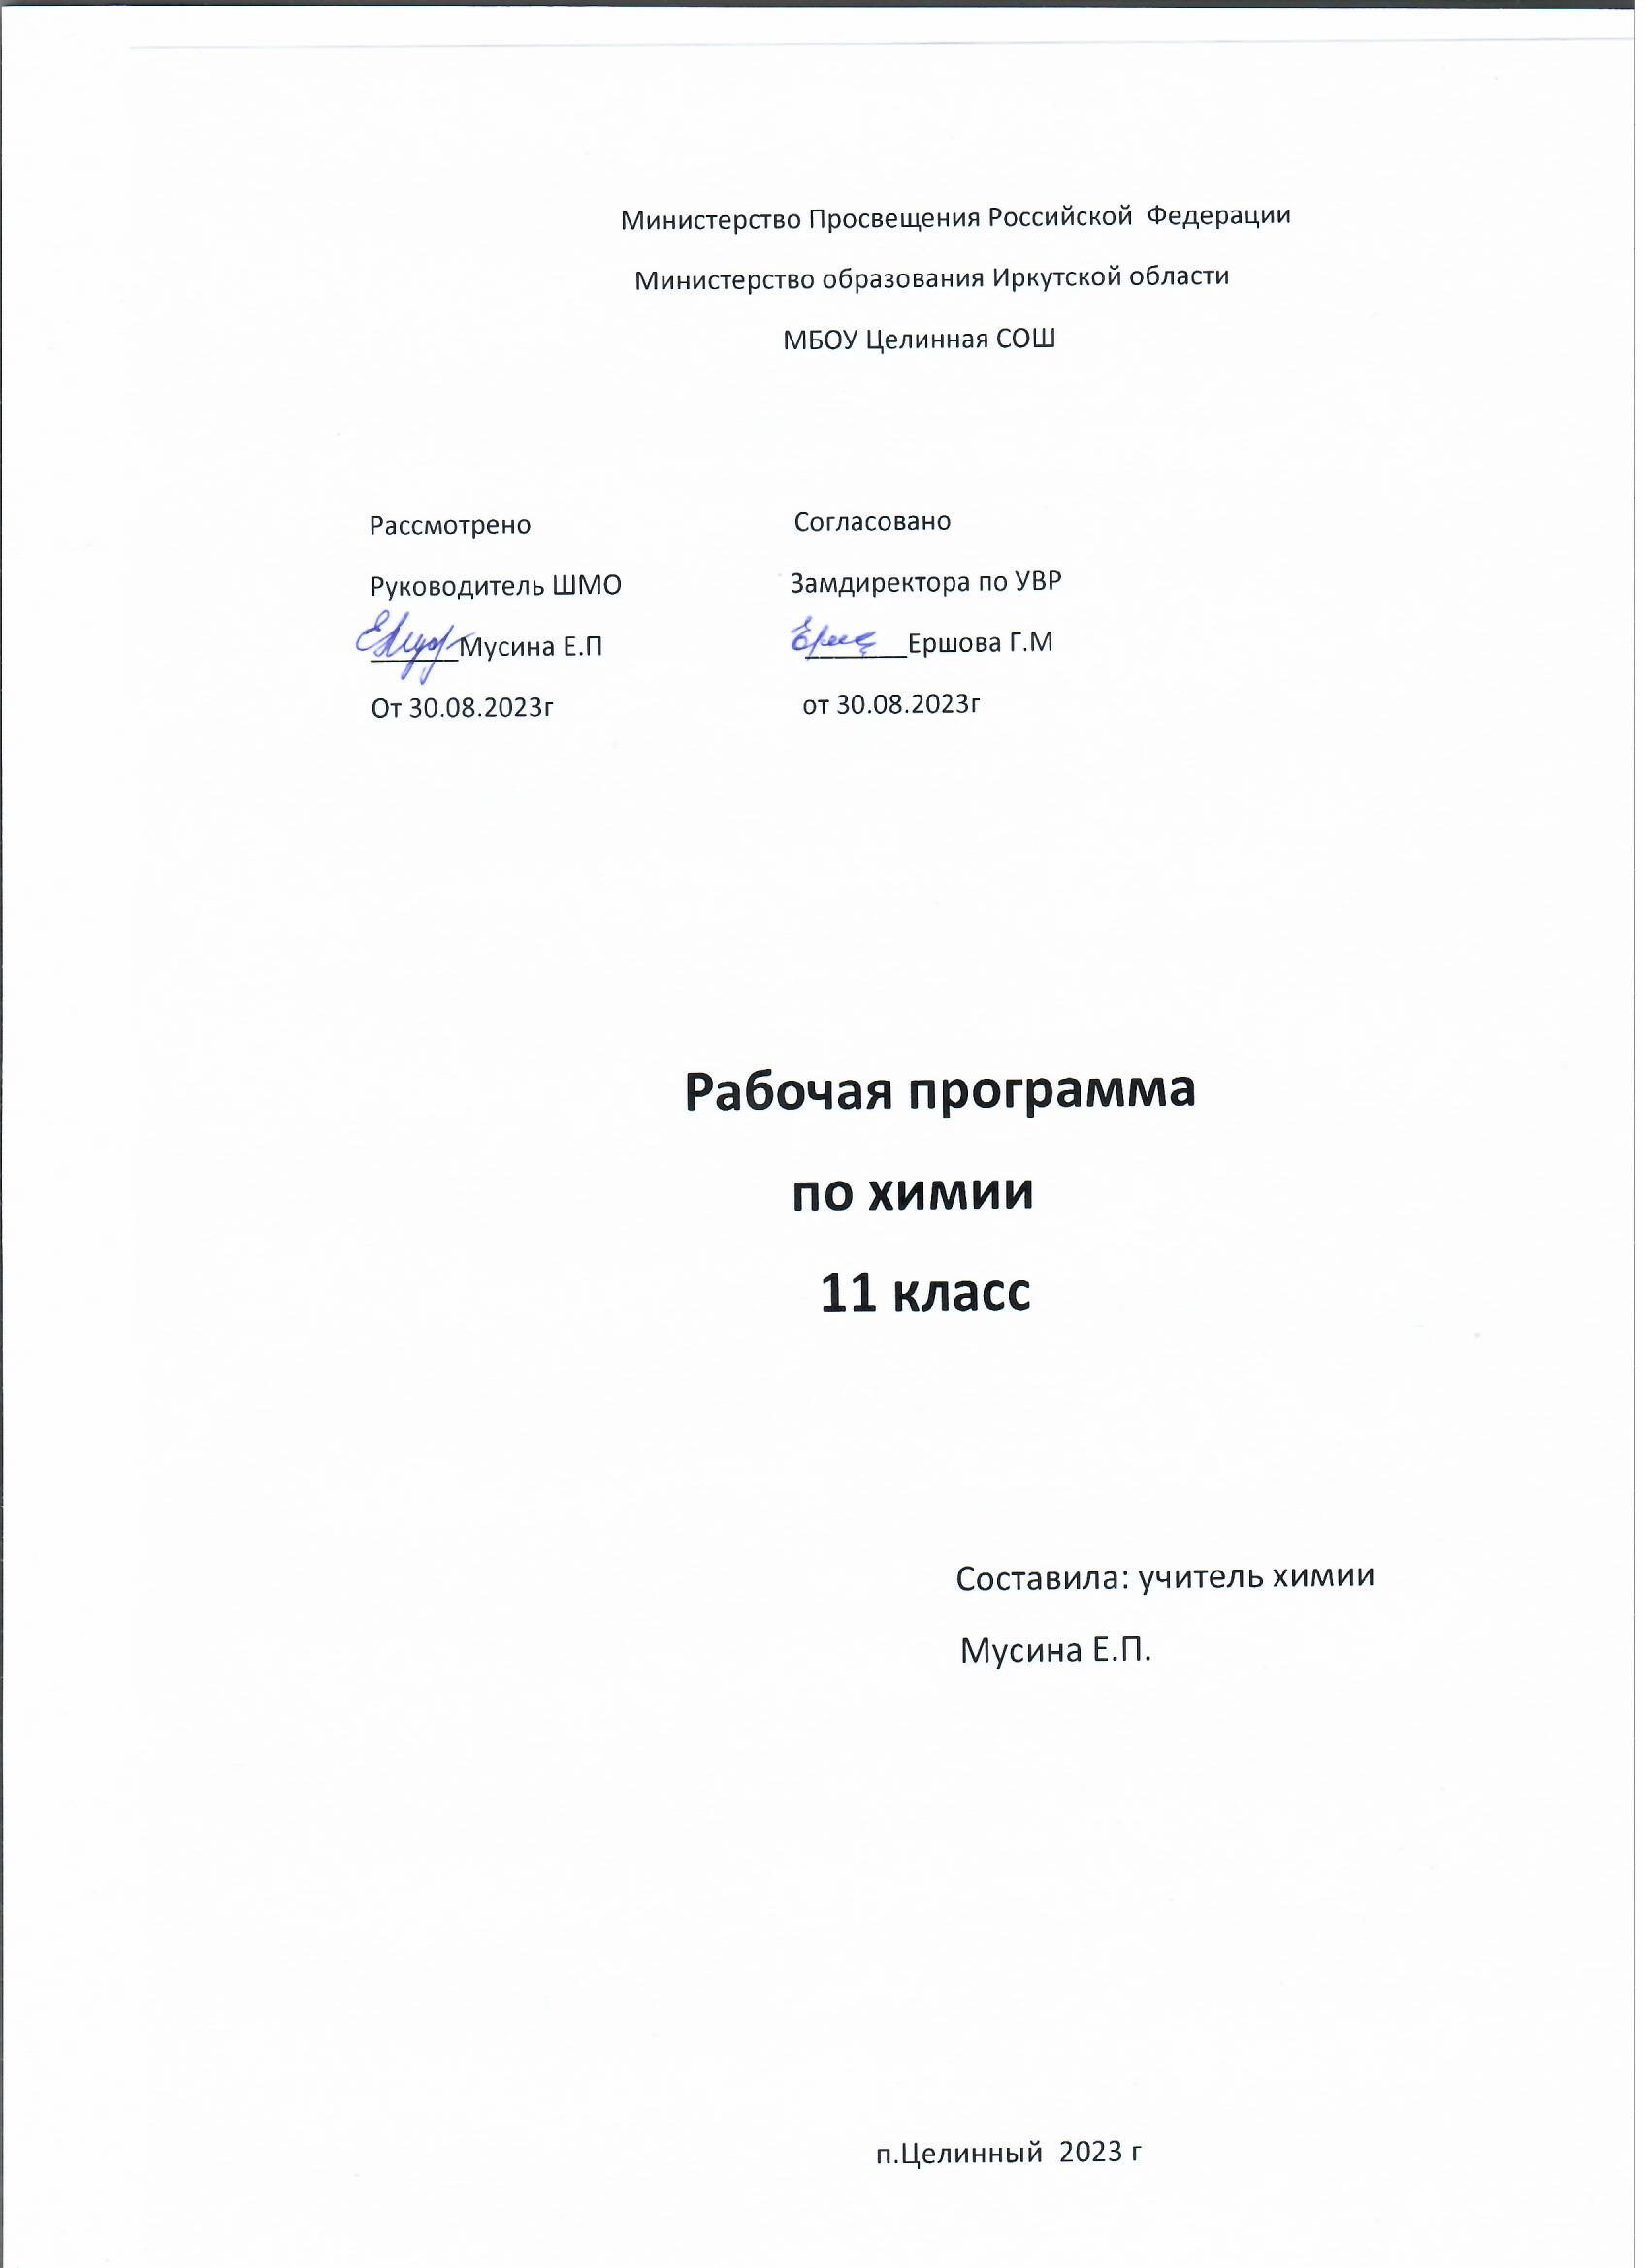 Министерство Просвещения Российской Федерации
Министерство образования Иркутской области
МБОУ Целинная СОШ
Рассмотрено Согласовано
Руководитель ШМО Замдиректора по УВР
______Мусина Е.П _______Ершова Г.М
От 30.08.2023г от 30.08.2023г
Рабочая программа
по химии
11 класс
Составила: учитель химии
Мусина Е.П.
п.Целинный 2023 г